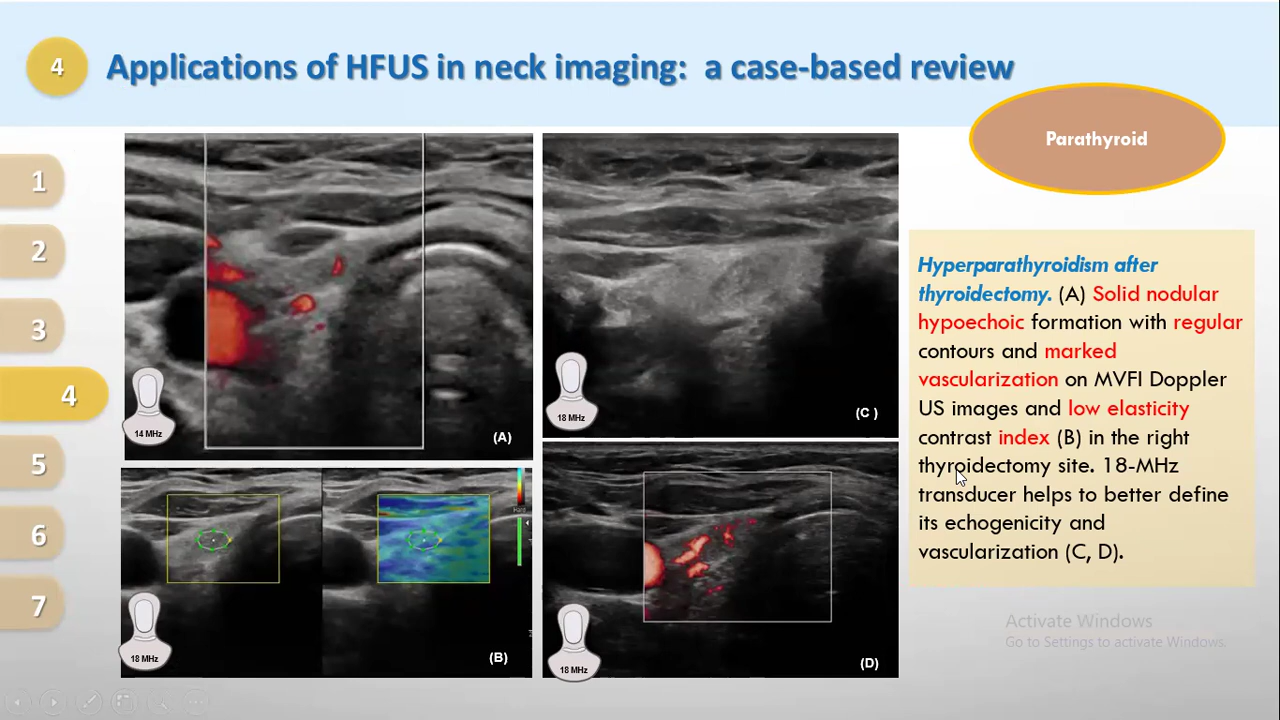 4
Applications of HFUS in neck imaging:  a case-based review
Parathyroid
1
2
3
4
5
6
7
14 MHz
(A)
18 MHz
(C )
18 MHz
(B)
18 MHz
(D)
Hyperparathyroidism after
thyroidectomy. (A) Solid nodular
hypoechoic formation with regular
contours and marked
vascularization on MVFI Doppler
US images and low elasticity
contrast index (B) in the right
thyroidectomy site. 18-MHz
transducer helps to better define
its echogenicity and
vascularization (C, D).
Activate Windows
Go to Settings to activate Windows.